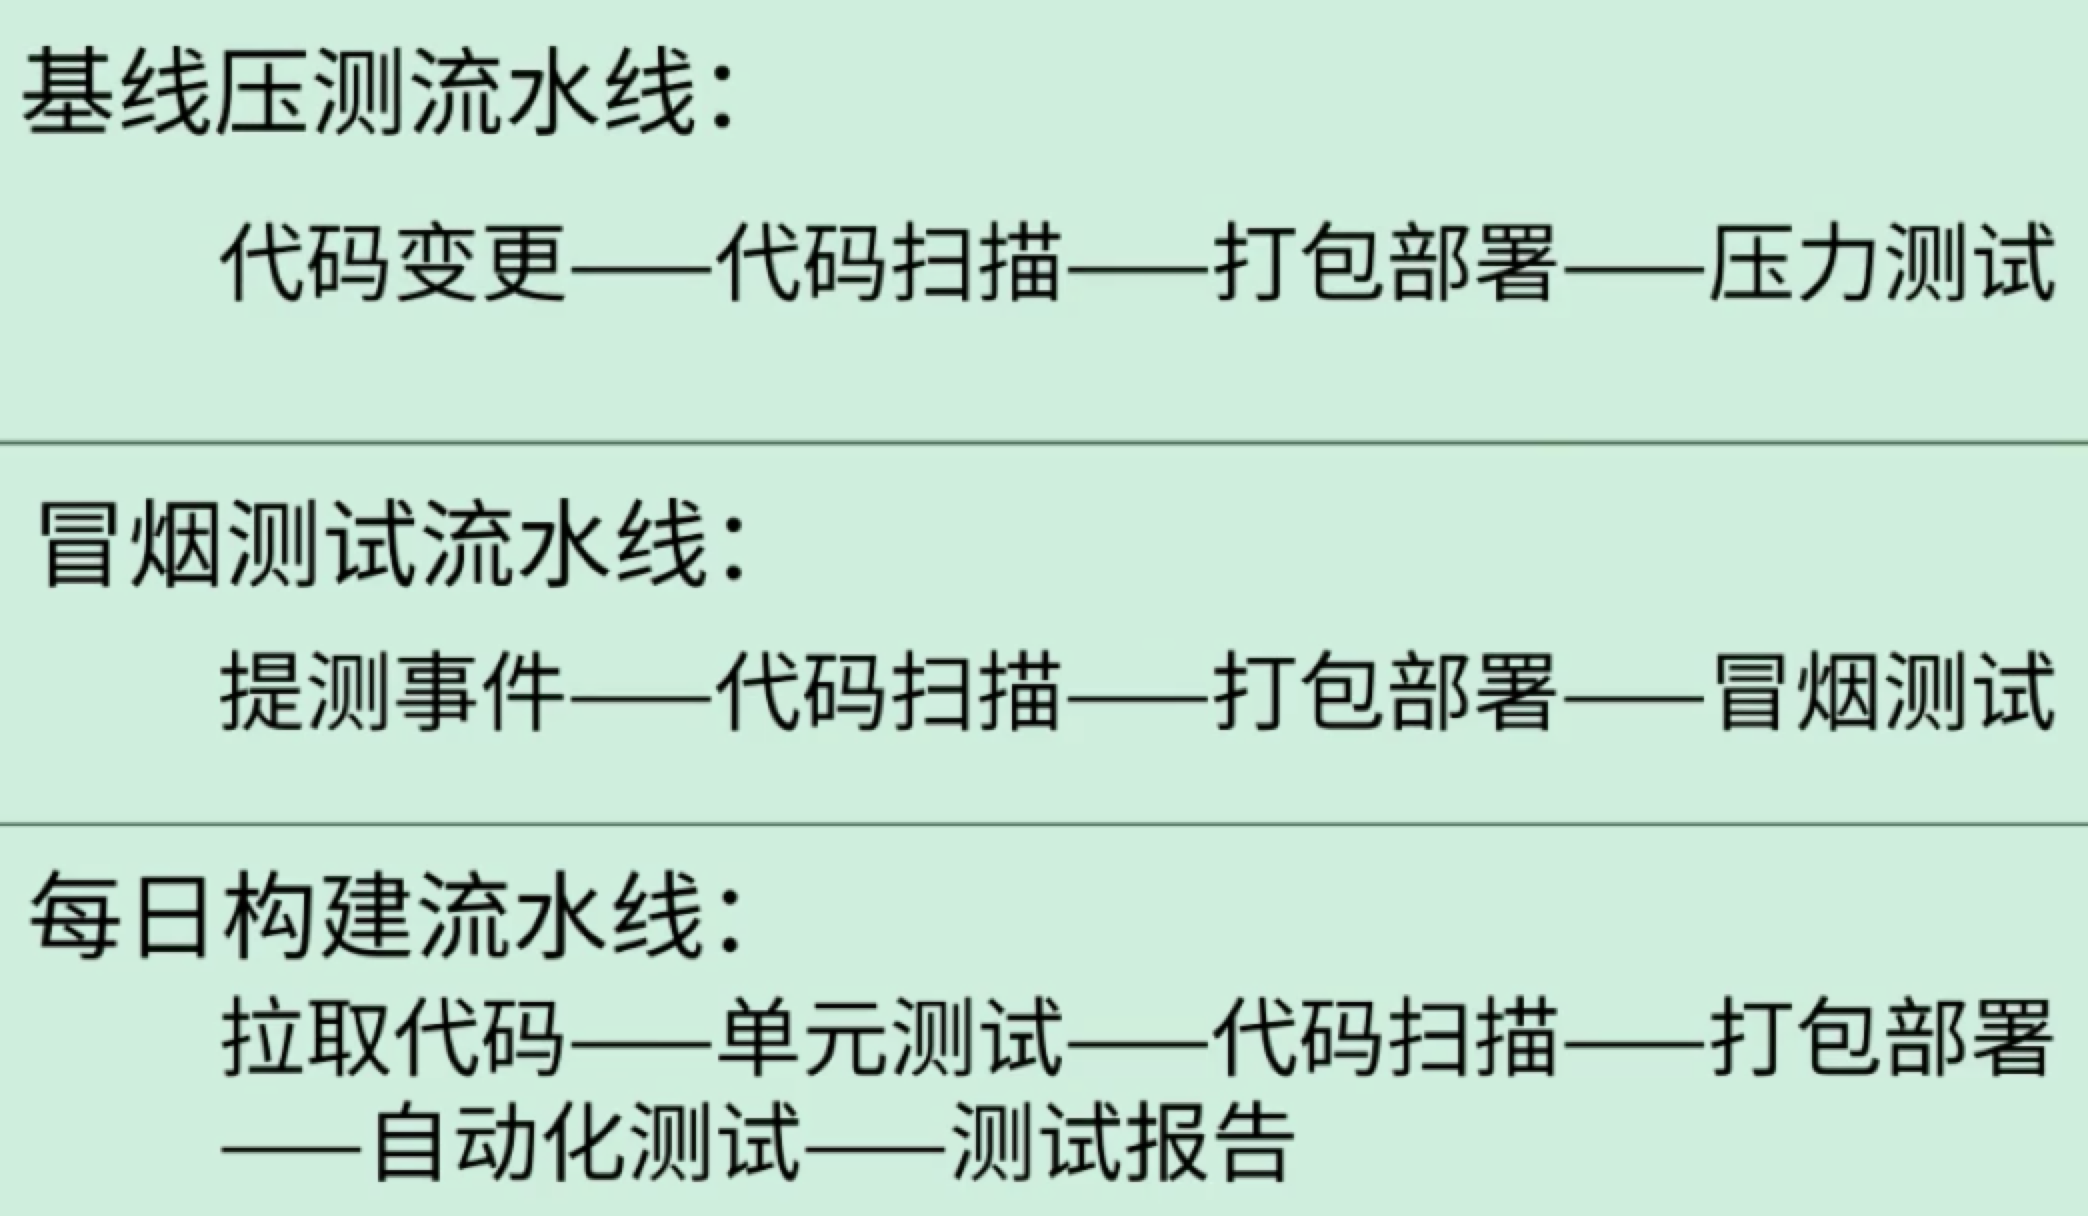 基线压测流水线：
代码变更——代码扫描——打包部署——压力测试
冒烟测试流水线：
提测事件——代码扫描——打包部署——冒烟测试
每日构建流水线：
拉取代码——单元测试——代码扫描——打包部署
——自动化测试——测试报告